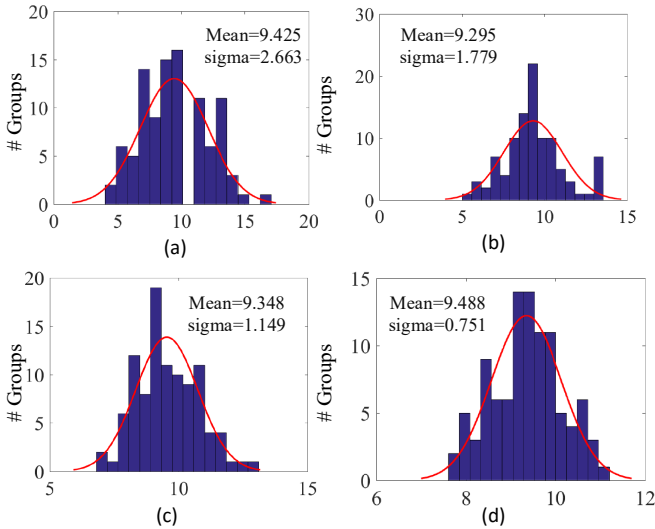 20
15
10
5
0
# Groups
Mean=9.425
sigma=2.663
0
5
10
15
20
(a)
30
20
10
0
# Groups
Mean=9.295
sigma=1.779
0
5
10
15
(b)
20
15
10
5
0
# Groups
Mean=9.348
sigma=1.149
5
10
15
(c)
15
10
5
0
# Groups
Mean=9.488
sigma=0.751
6
8
10
12
(d)